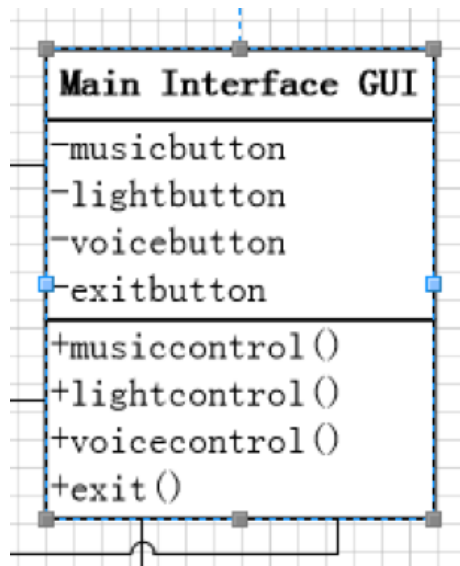 Main Interface GUI
-musicbutton
-lightbutton
-voicebutton
-exitbutton
+musiccontrol()
+lightcontrol()
+voicecontrol()
+exit()